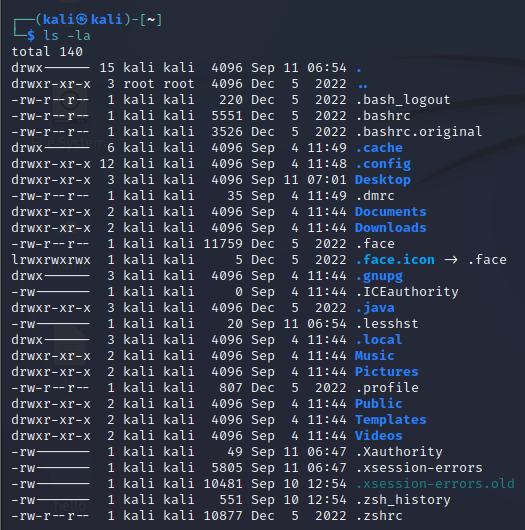 ┌──(kali㉿kali)-[~]
└─$ ls -la
total 140
drwx------ 15 kali kali  4096 Sep 11 06:54 .
drwxr-xr-x  3 root root  4096 Dec  5  2022 ..
-rw-r--r--  1 kali kali   220 Dec  5  2022 .bash_logout
-rw-r--r--  1 kali kali  5551 Dec  5  2022 .bashrc
-rw-r--r--  1 kali kali  3526 Dec  5  2022 .bashrc.original
drwx------  6 kali kali  4096 Sep  4 11:49 .cache
drwxr-xr-x 12 kali kali  4096 Sep  4 11:48 .config
drwxr-xr-x  3 kali kali  4096 Sep 11 07:01 Desktop
-rw-r--r--  1 kali kali    35 Sep  4 11:49 .dmrc
drwxr-xr-x  2 kali kali  4096 Sep  4 11:44 Documents
drwxr-xr-x  2 kali kali  4096 Sep  4 11:44 Downloads
-rw-r--r--  1 kali kali 11759 Dec  5  2022 .face
lrwxrwxrwx  1 kali kali     5 Dec  5  2022 .face.icon -> .face
drwx------  3 kali kali  4096 Sep  4 11:44 .gnupg
-rw-------  1 kali kali     0 Sep  4 11:44 .ICEauthority
drwxr-xr-x  3 kali kali  4096 Sep  4 11:44 .java
-rw-------  1 kali kali    20 Sep 11 06:54 .lesshst
drwx------  3 kali kali  4096 Sep  4 11:44 .local
drwxr-xr-x  2 kali kali  4096 Sep  4 11:44 Music
drwxr-xr-x  2 kali kali  4096 Sep  4 11:44 Pictures
-rw-r--r--  1 kali kali   807 Dec  5  2022 .profile
drwxr-xr-x  2 kali kali  4096 Sep  4 11:44 Public
drwxr-xr-x  2 kali kali  4096 Sep  4 11:44 Templates
drwxr-xr-x  2 kali kali  4096 Sep  4 11:44 Videos
-rw-------  1 kali kali    49 Sep 11 06:47 .Xauthority
-rw-------  1 kali kali  5805 Sep 11 06:47 .xsession-errors
-rw-------  1 kali kali 10481 Sep 10 12:54 .xsession-errors.old
-rw-------  1 kali kali   551 Sep 10 12:54 .zsh_history
-rw-r--r--  1 kali kali 10877 Dec  5  2022 .zshrc